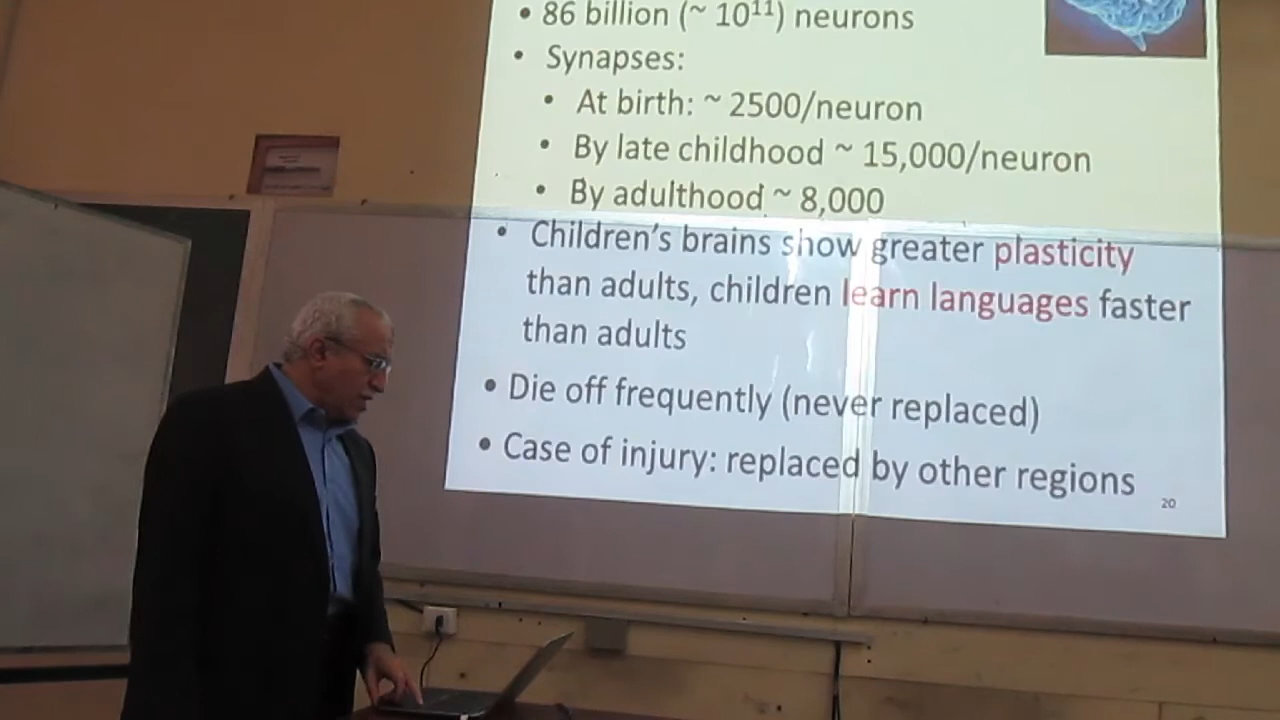 • 86 billion (~ 10¹¹) neurons
• Synapses:
• At birth: ~ 2500/neuron
• By late childhood ~ 15,000/neuron
• By adulthood ~ 8,000
• Children's brains show greater plasticity
than adults, children learn languages faster
than adults
• Die off frequently (never replaced)
• Case of injury: replaced by other regions
20